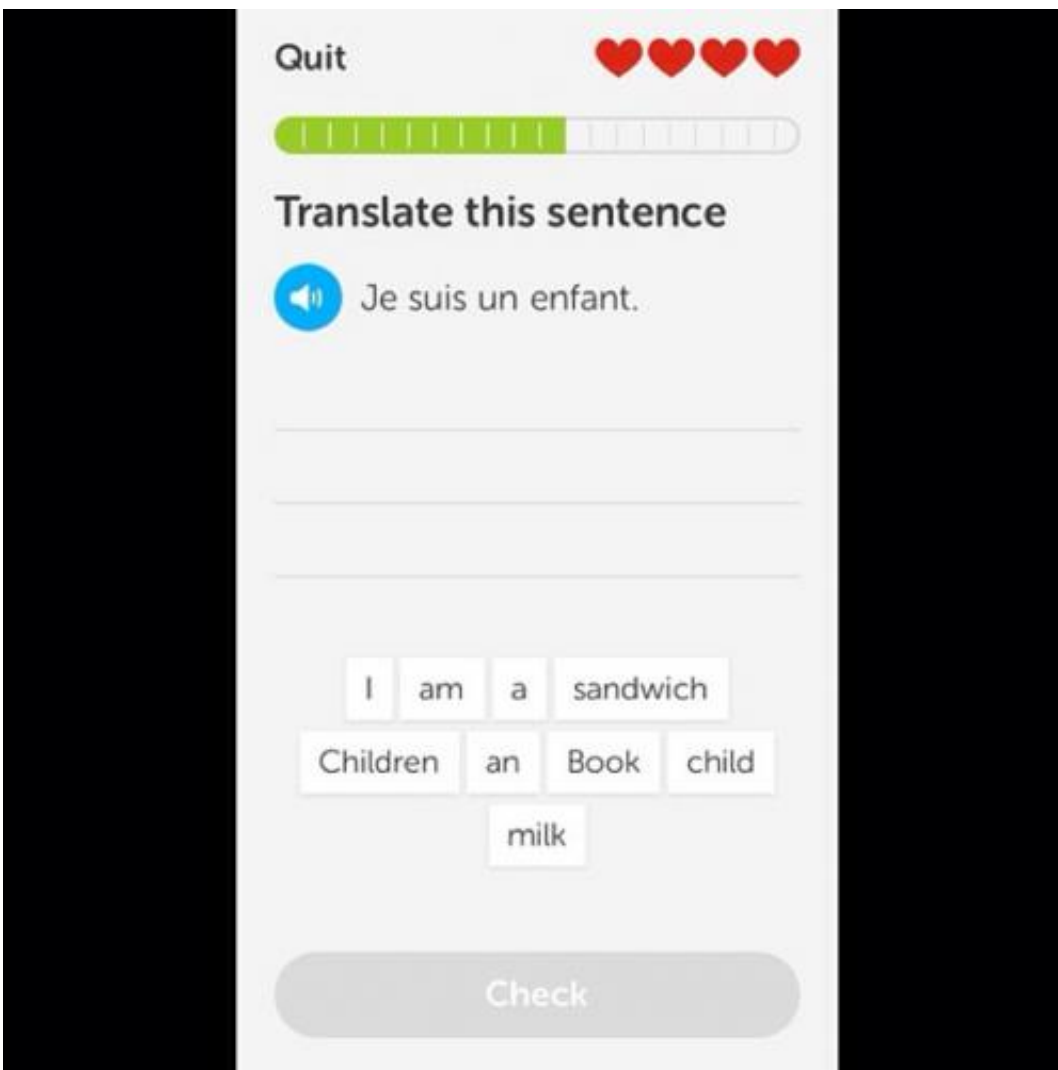 Quit
Translate this sentence
Je suis un enfant.
I am a sandwich
Children an Book child
milk
Check